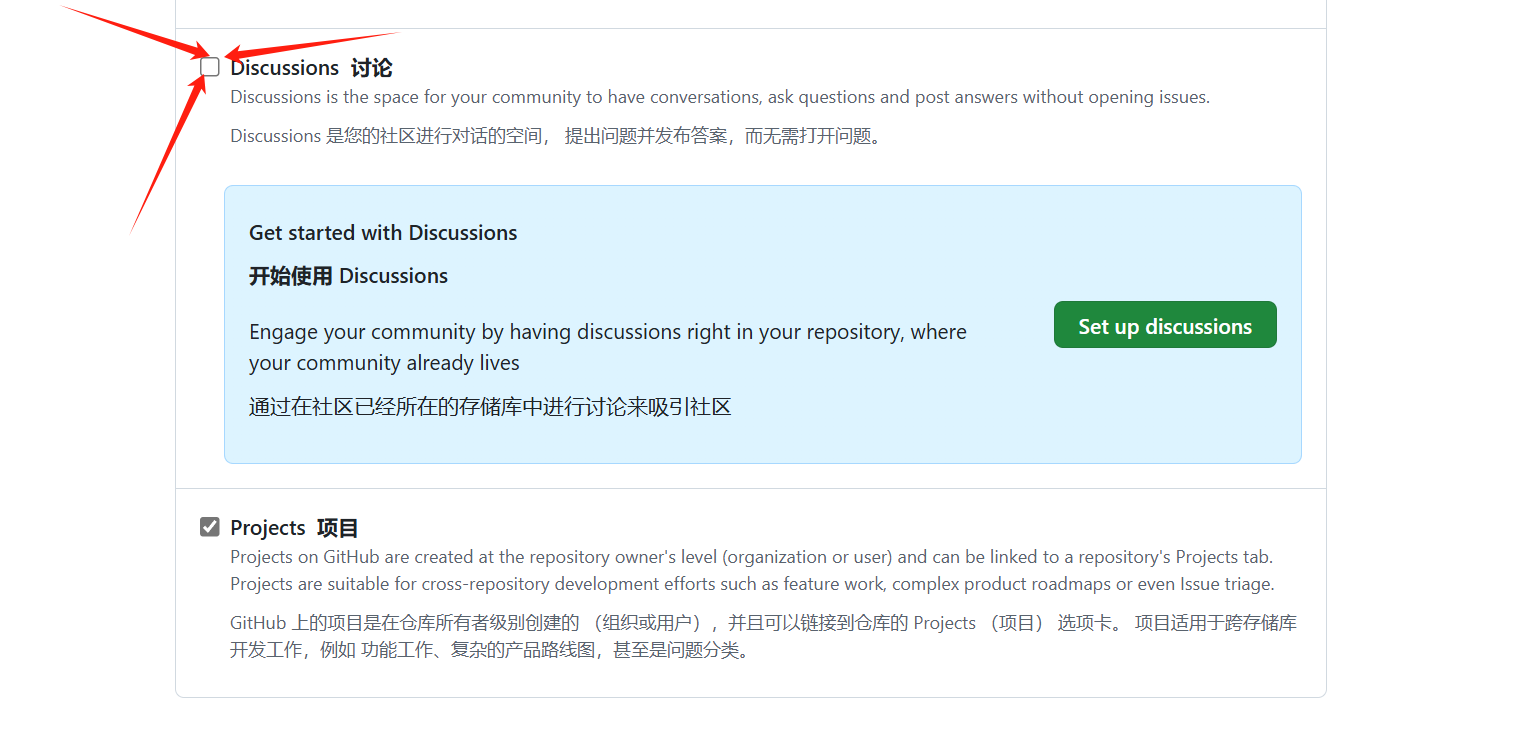 Discussions 讨论
Discussions is the space for your community to have conversations, ask questions and post answers without opening issues.
Discussions 是您的社区进行对话的空间， 提出问题并发布答案，而无需打开问题。
Get started with Discussions
开始使用 Discussions
Engage your community by having discussions right in your repository, where
your community already lives
通过在社区已经所在的存储库中进行讨论来吸引社区
Set up discussions
Projects 项目
Projects on GitHub are created at the repository owner's level (organization or user) and can be linked to a repository's Projects tab.
Projects are suitable for cross-repository development efforts such as feature work, complex product roadmaps or even Issue triage.
GitHub 上的项目是在仓库所有者级别创建的 （组织或用户），并且可以链接到仓库的 Projects （项目） 选项卡。 项目适用于跨存储库
开发工作，例如 功能工作、复杂的产品路线图，甚至是问题分类。